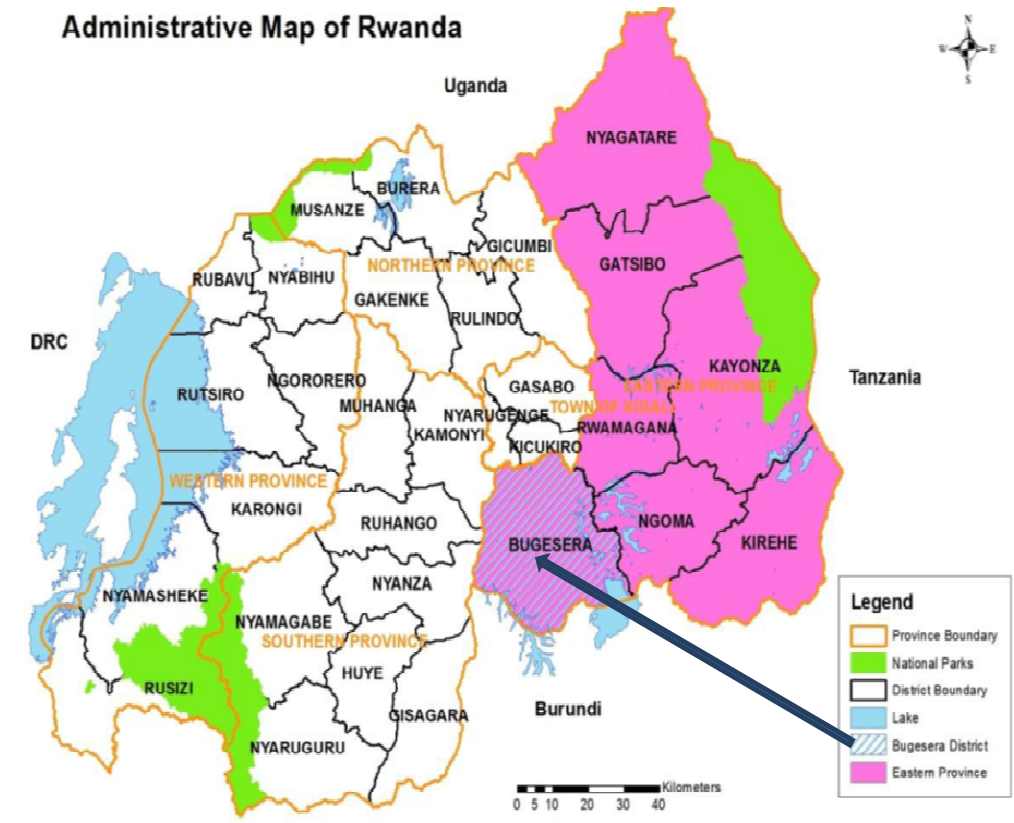 Administrative Map of Rwanda
N
W E
S
Uganda
NYAGATARE
BURERA
MUSANZE
GICUMBI
NORTHERN PROVINCE
GATSIBO
RUBAVU
NYABIHU
GAKENKE
RULINDO
DRC
KAYONZA
Tanzania
NGORORERO
GASABO
EASTERN PROVINCE
RUTSIRO
MUHANGA
NYARUGENGE
TOWN OF KIGALI
KAMONYI
RWAMAGANA
KICUKIRO
WESTERN PROVINCE
KARONGI
RUHANGO
NGOMA
BUGESERA
KIREHE
NYANZA
NYAMASHEKE
NYAMAGABE
SOUTHERN PROVINCE
HUYE
RUSIZI
GISAGARA
Burundi
NYARUGURU
Legend
Province Boundary
National Parks
District Boundary
Lake
Bugesera District
Eastern Province
Kilometers
0 5 10 20 30 40